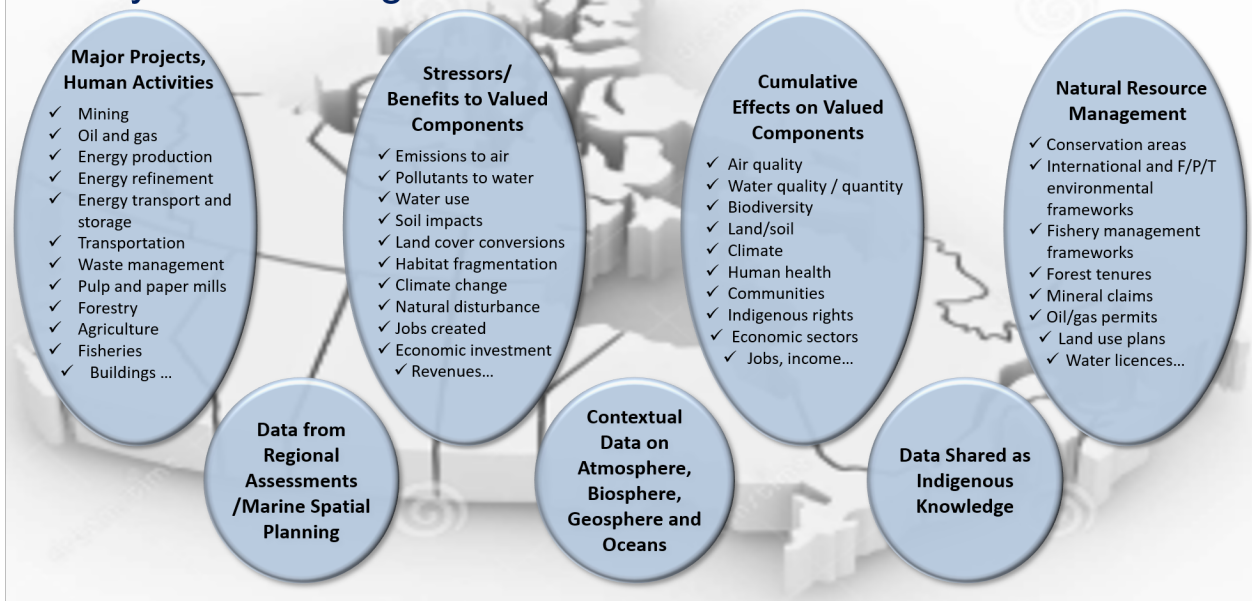 Major Projects,
Human Activities
✓ Mining
✓ Oil and gas
✓ Energy production
✓ Energy refinement
✓ Energy transport and
storage
✓ Transportation
✓ Waste management
✓ Pulp and paper mills
✓ Forestry
✓ Agriculture
✓ Fisheries
✓ Buildings ...
Stressors/
Benefits to Valued
Components
✓ Emissions to air
✓ Pollutants to water
✓ Water use
✓ Soil impacts
✓ Land cover conversions
✓ Habitat fragmentation
✓ Climate change
✓ Natural disturbance
✓ Jobs created
✓ Economic investment
✓ Revenues...
Cumulative
Effects on Valued
Components
✓ Air quality
✓ Water quality / quantity
✓ Biodiversity
✓ Land/soil
✓ Climate
✓ Human health
✓ Communities
✓ Indigenous rights
✓ Economic sectors
✓ Jobs, income...
Natural Resource
Management
✓ Conservation areas
✓ International and F/P/T
environmental
frameworks
✓ Fishery management
frameworks
✓ Forest tenures
✓ Mineral claims
✓ Oil/gas permits
✓ Land use plans
✓ Water licences...
Data from
Regional
Assessments
/Marine Spatial
Planning
Contextual
Data on
Atmosphere,
Biosphere,
Geosphere and
Oceans
Data Shared as
Indigenous
Knowledge